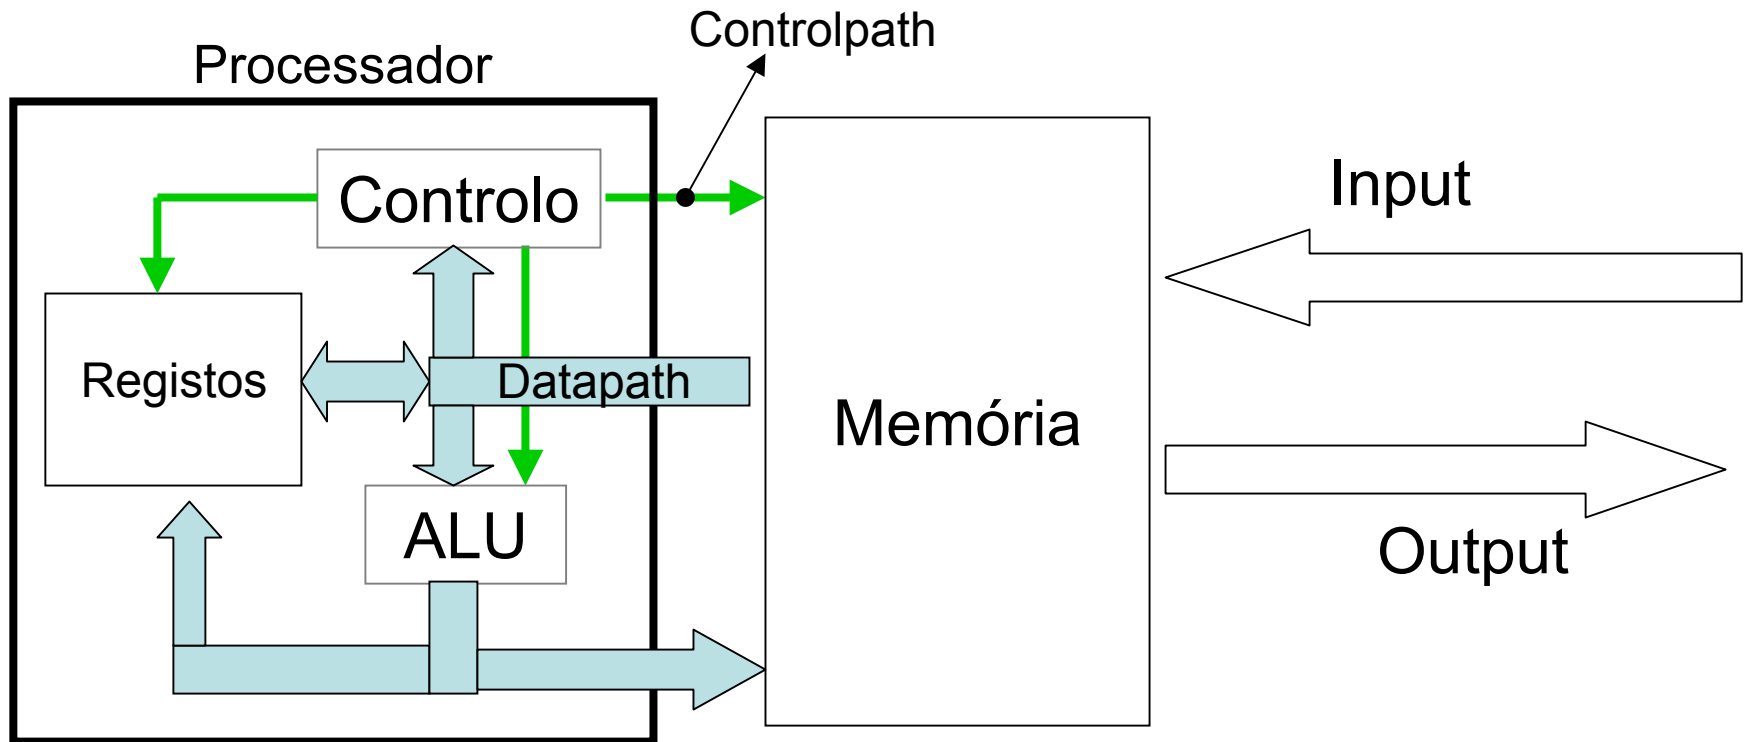 Controlpath
Processador
Controlo
Input
Registos
Datapath
Memória
ALU
Output